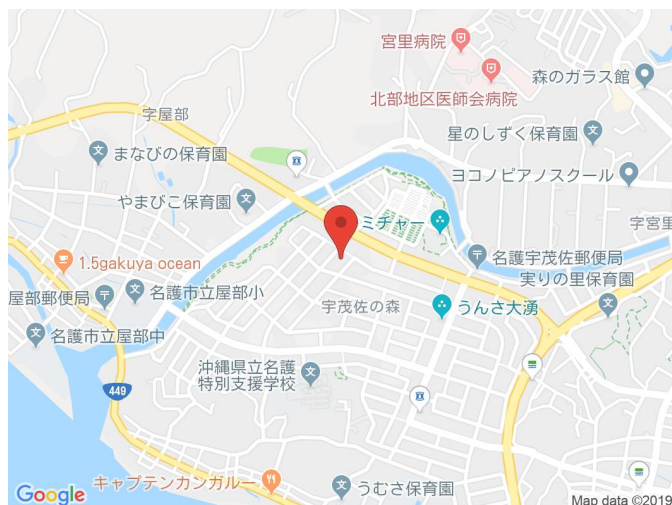 宮里病院
森のガラス館
北部地区医師会病院
字屋部
星のしずく保育園
まなびの保育園
ヨコノピアノスクール
やまびこ保育園
ミチャー
字宮里
名護宇茂佐郵便局
1.5gakuya ocean
実りの里保育園
屋部郵便局
名護市立屋部小
宇茂佐の森
うんさ大湧
名護市立屋部中
沖縄県立名護
特別支援学校
449
キャプテンカンガルー
うむさ保育園
Google
Map data ©2019